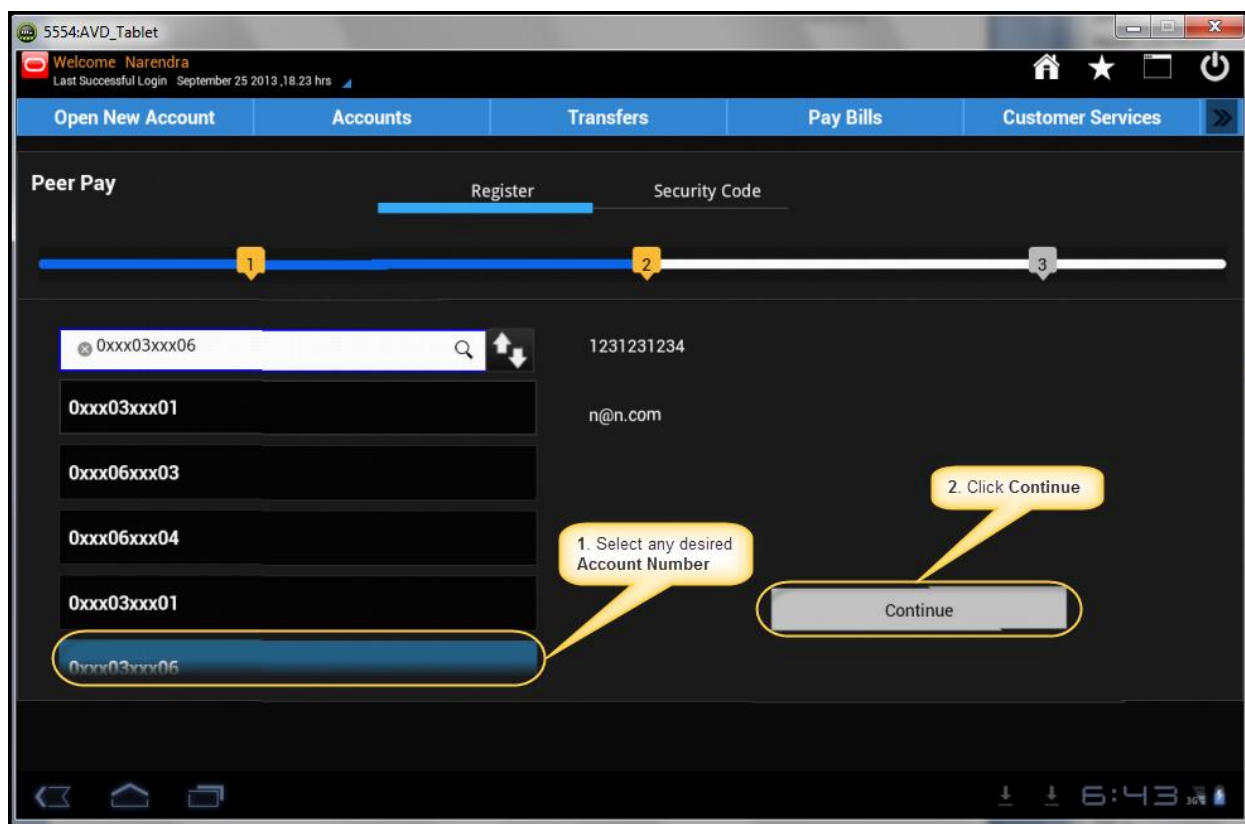 5554:AVD_Tablet
Welcome Narendra
Last Successful Login September 25 2013 ,18.23 hrs
Open New Account Accounts Transfers Pay Bills Customer Services
Peer Pay
Register Security Code
1 2 3
0xxx03xxx06
1231231234
0xxx03xxx01
n@n.com
0xxx06xxx03
2. Click Continue
0xxx06xxx04
1. Select any desired
Account Number
0xxx03xxx01
Continue
0xxx03xxx06
6:43
3G